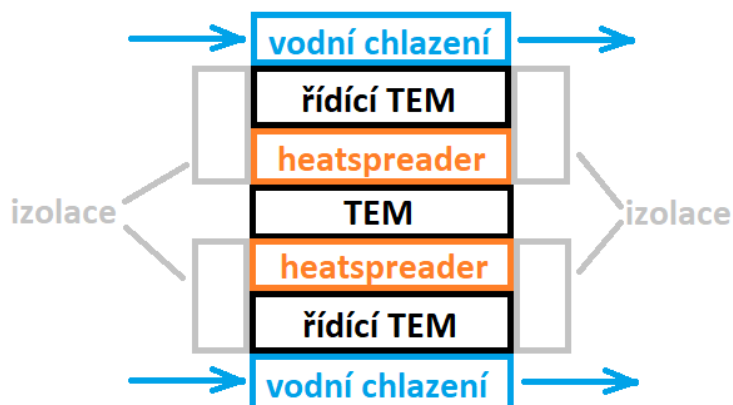 vodní chlazení
řídící TEM
heatspreader
izolace
TEM
izolace
heatspreader
řídící TEM
vodní chlazení